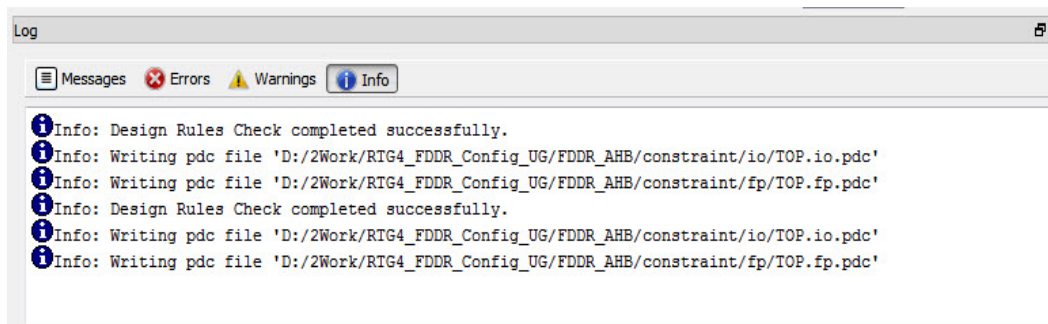 Log
Messages Errors Warnings Info
Info: Design Rules Check completed successfully.
Info: Writing pdc file 'D:/2Work/RTG4_FDDR_Config_UG/FDDR_AHB/constraint/io/TOP.io.pdc'
Info: Writing pdc file 'D:/2Work/RTG4_FDDR_Config_UG/FDDR_AHB/constraint/fp/TOP.fp.pdc'
Info: Design Rules Check completed successfully.
Info: Writing pdc file 'D:/2Work/RTG4_FDDR_Config_UG/FDDR_AHB/constraint/io/TOP.io.pdc'
Info: Writing pdc file 'D:/2Work/RTG4_FDDR_Config_UG/FDDR_AHB/constraint/fp/TOP.fp.pdc'